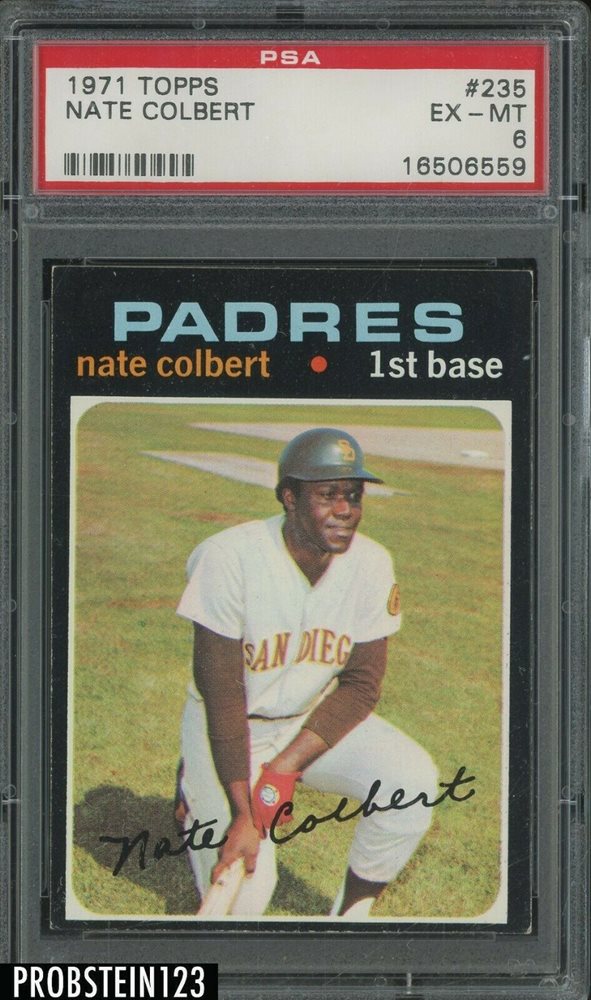 PSA
1971 TOPPS #235
NATE COLBERT EX - MT
6
16506559
PADRES
nate colbert • 1st base
SD
SAN DIEG
Nate Colbert
PROBSTEIN123